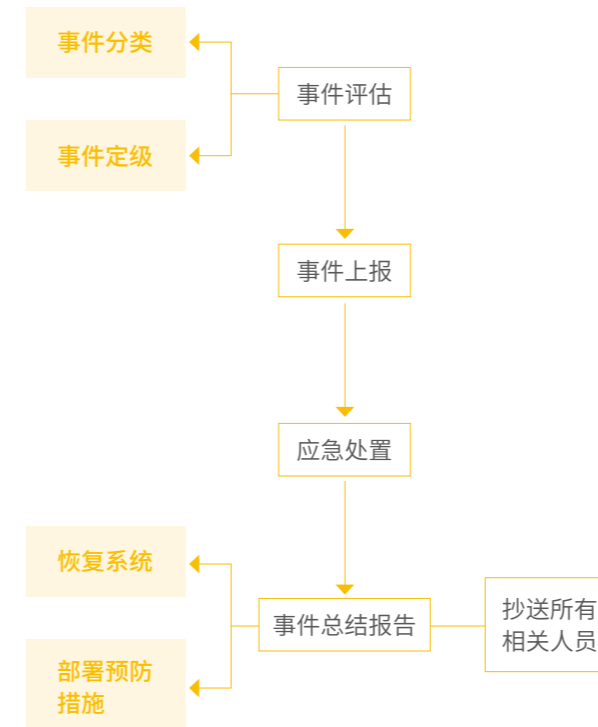 事件分类
事件评估
事件定级
事件上报
应急处置
恢复系统
事件总结报告
抄送所有
相关人员
部署预防
措施